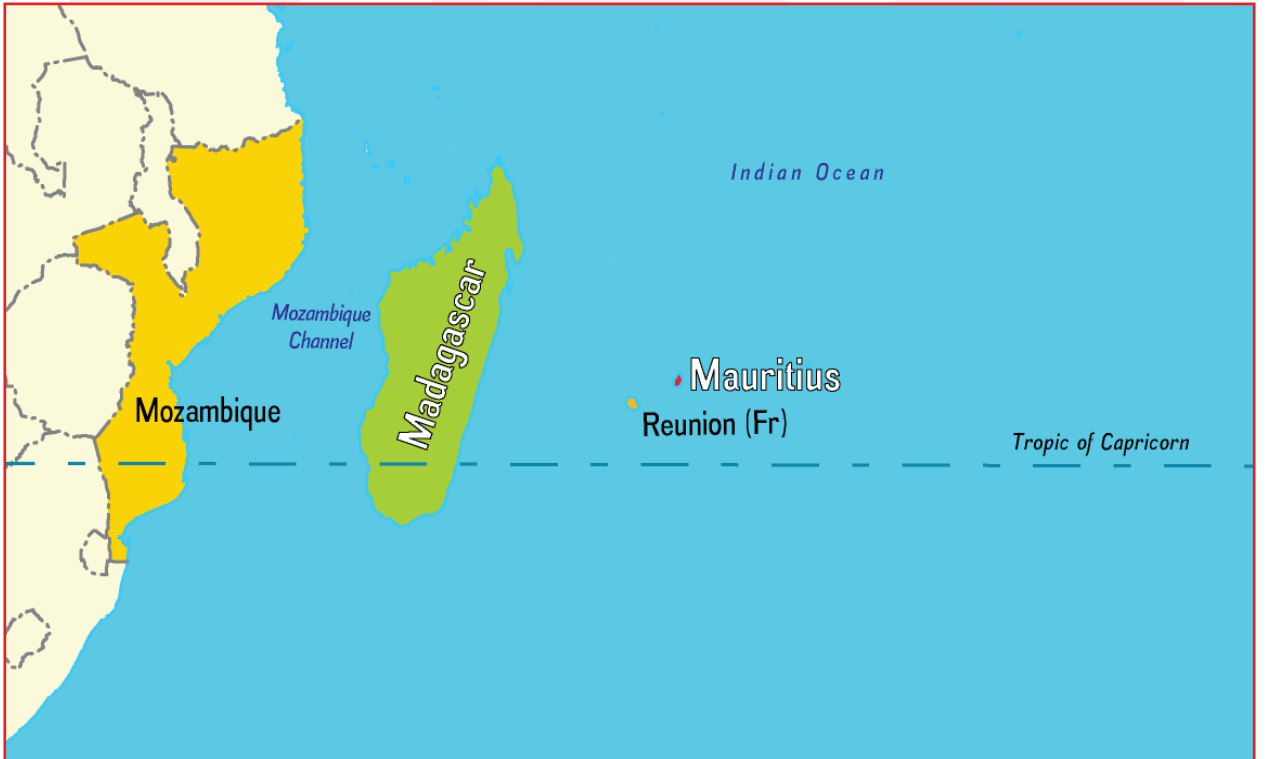 Indian Ocean
Madagascar
Mozambique
Channel
Mauritius
Mozambique
Reunion (Fr)
Tropic of Capricorn